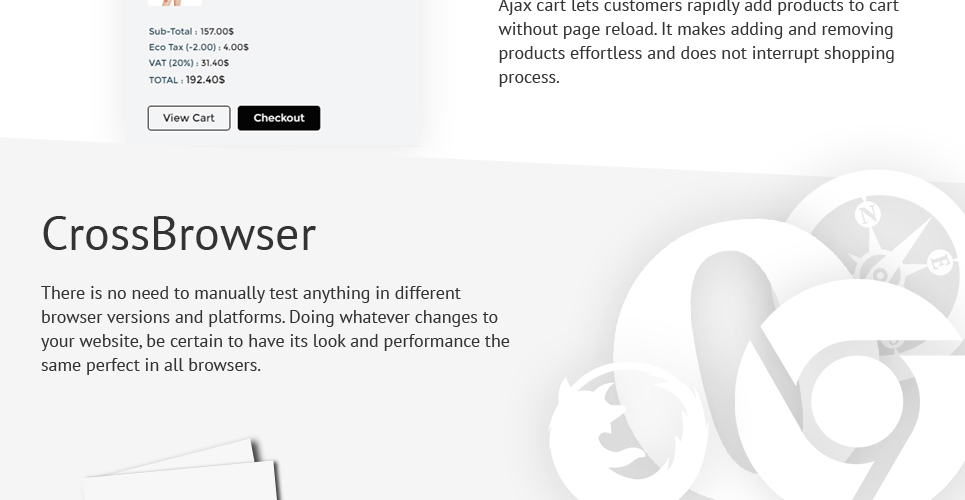 Sub-Total : 157.00$
Eco Tax (-2.00) : 4.00$
VAT (20%) : 31.40$
TOTAL : 192.40$
View Cart
Checkout
Ajax cart lets customers rapidly add products to cart
without page reload. It makes adding and removing
products effortless and does not interrupt shopping
process.
CrossBrowser
There is no need to manually test anything in different
browser versions and platforms. Doing whatever changes to
your website, be certain to have its look and performance the
same perfect in all browsers.
N
E